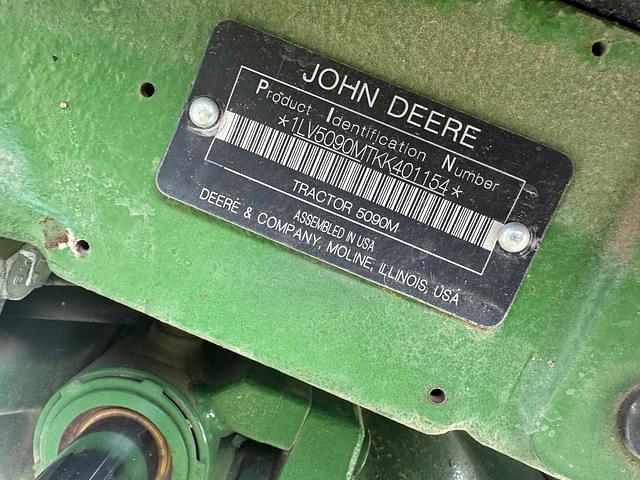 JOHN DEERE
Product Identification Number
*1LV5090MTKK401154*
TRACTOR 5090M
ASSEMBLED IN USA
DEERE & COMPANY, MOLINE, ILLINOIS, USA